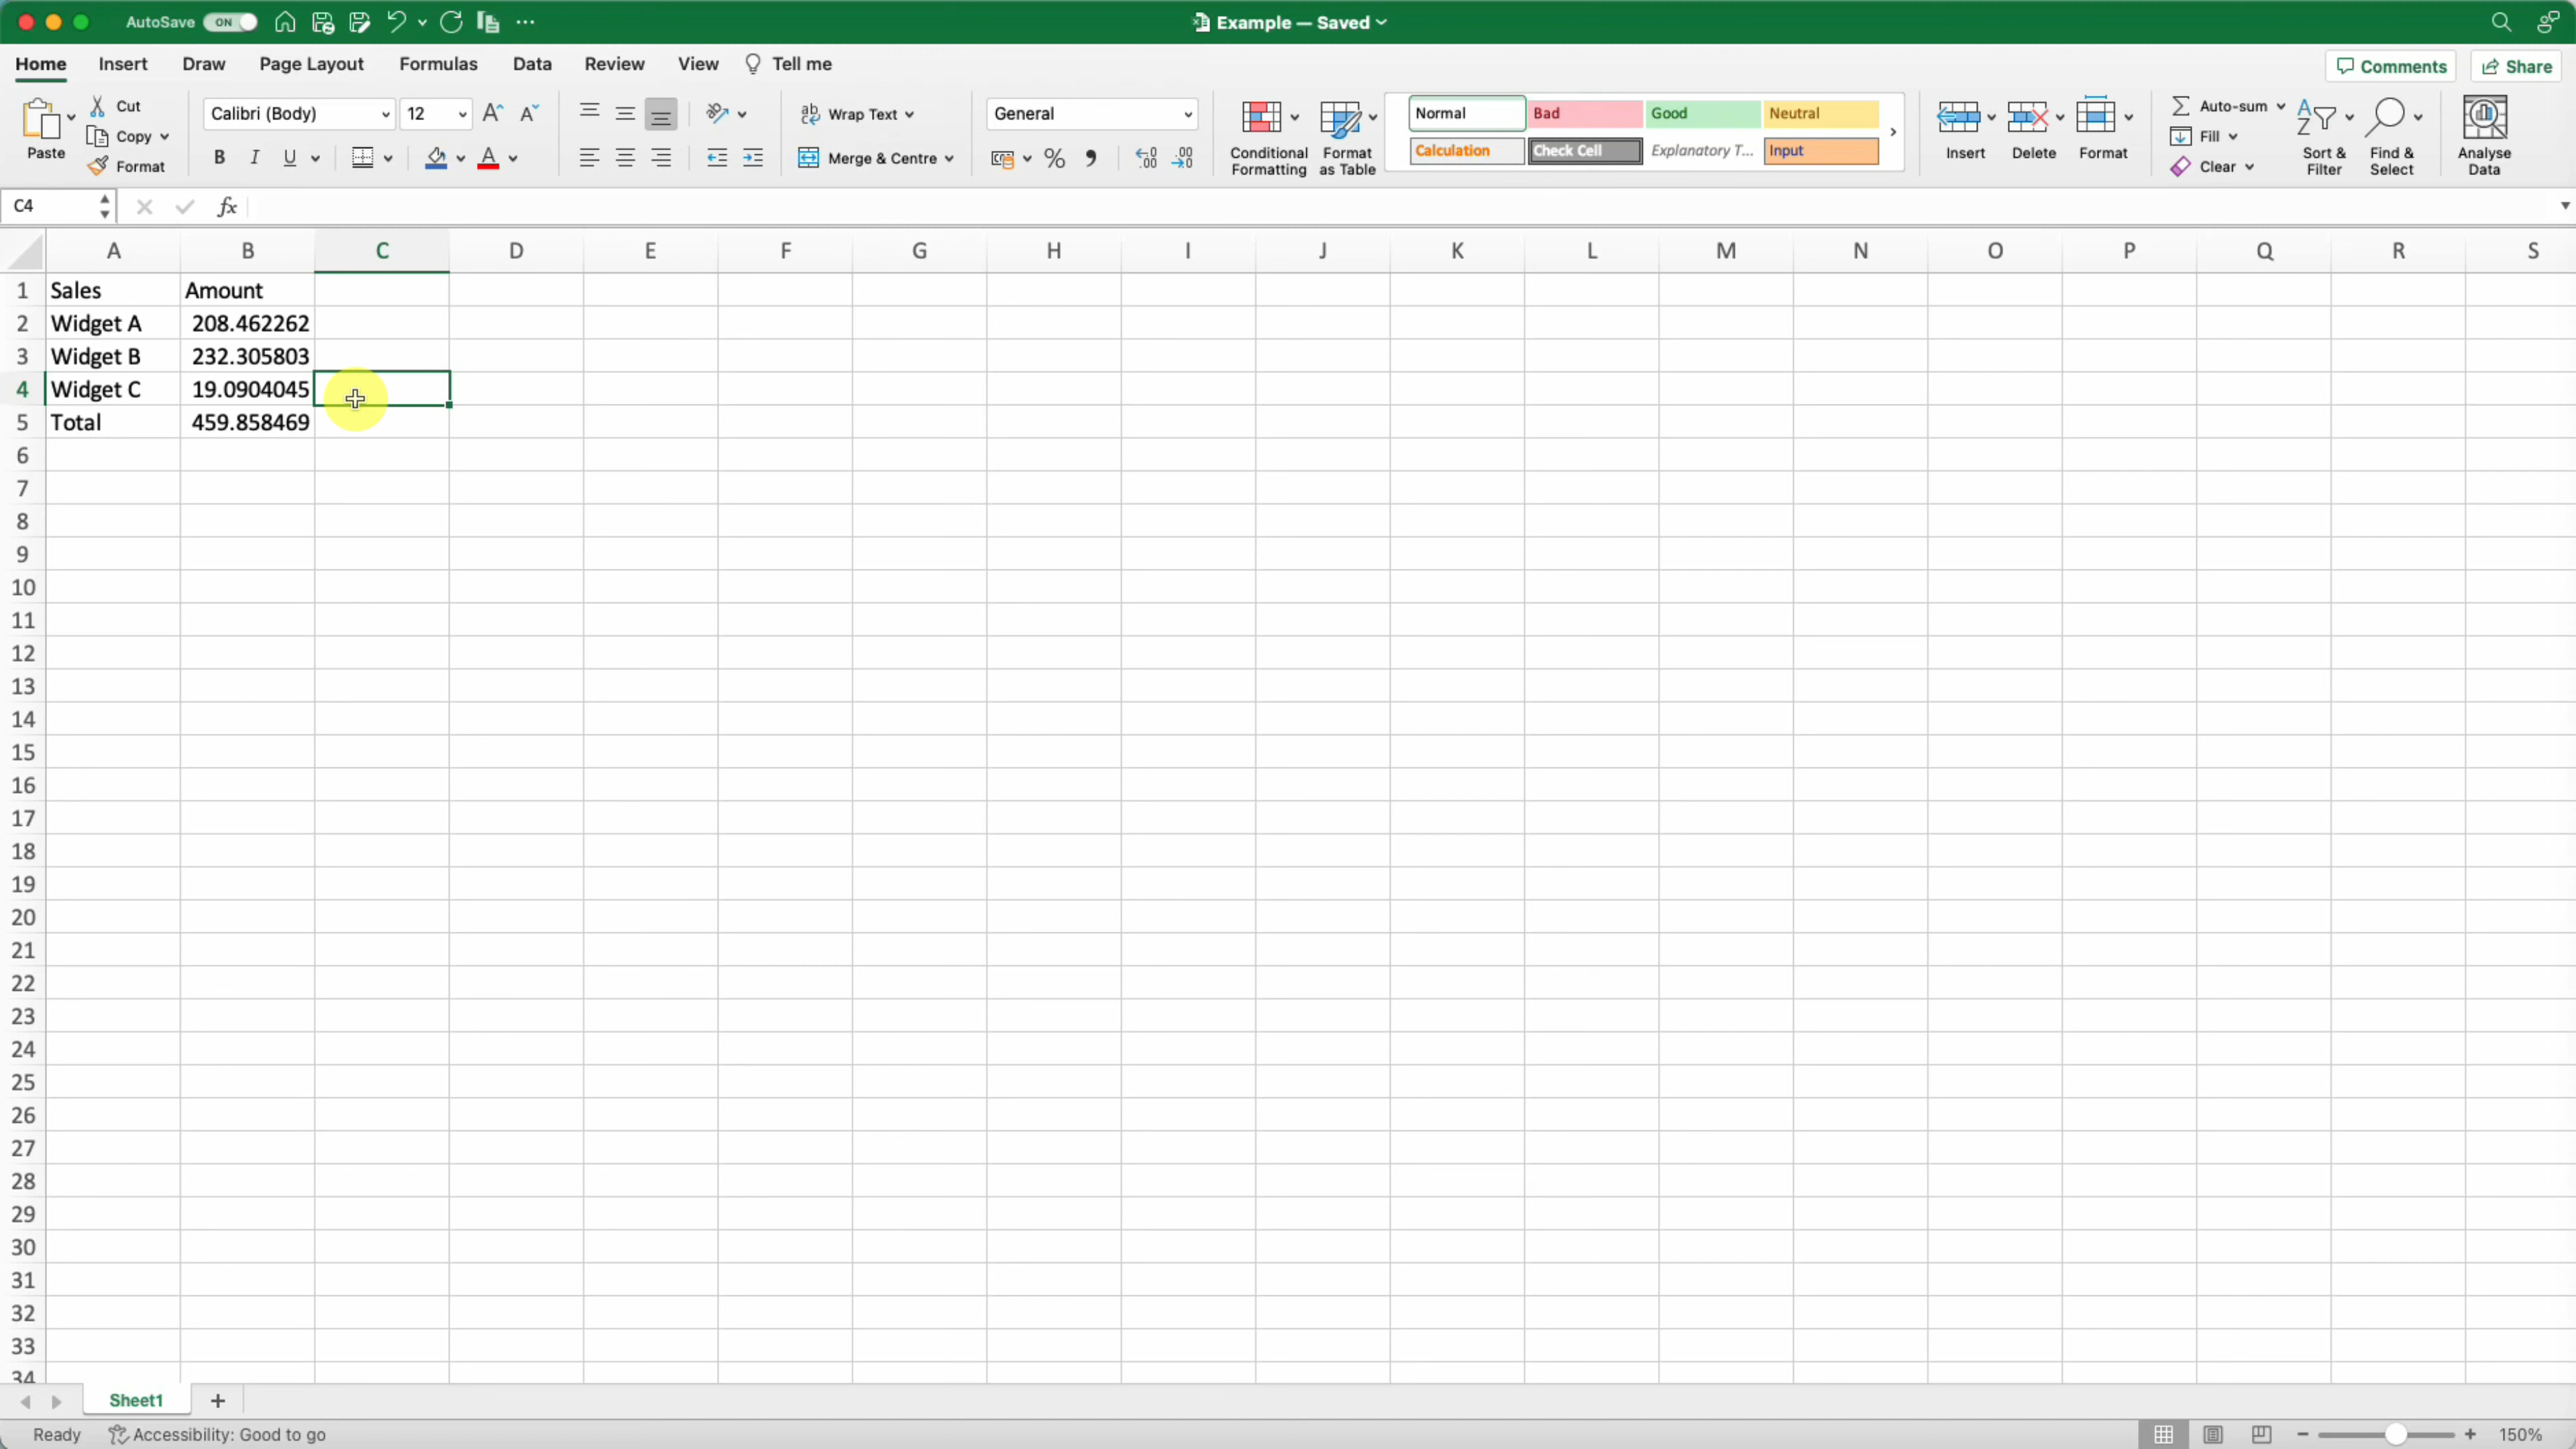 AutoSave ON
Example — Saved
Home Insert Draw Page Layout Formulas Data Review View Tell me Comments Share
Paste
Cut
Copy
Format
Calibri (Body) 12
B I U A
ab Wrap Text
Merge & Centre
General
% 9
Conditional Formatting
Format as Table
Normal Bad Good Neutral
Calculation Check Cell Explanatory T... Input
Insert
Delete
Format
Auto-sum
Fill
Clear
Sort & Filter
Find & Select
Analyse Data
C4 fx
A B C D E F G H I J K L M N O P Q R S
1 Sales Amount
2 Widget A 208.462262
3 Widget B 232.305803
4 Widget C 19.0904045
5 Total 459.858469
6
7
8
9
10
11
12
13
14
15
16
17
18
19
20
21
22
23
24
25
26
27
28
29
30
31
32
33
34
Sheet1 +
Ready Accessibility: Good to go 150%